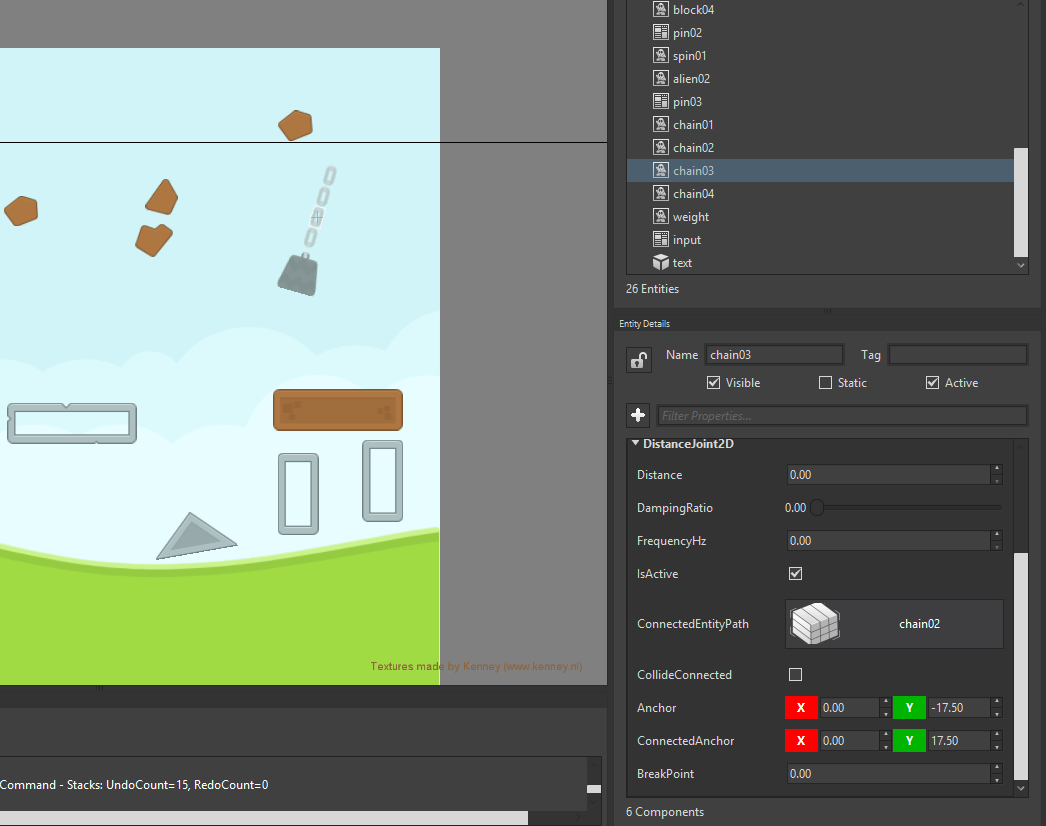 block04
pin02
spin01
alien02
pin03
chain01
chain02
chain03
chain04
weight
input
text
26 Entities
Entity Details
Name chain03 Tag
Visible Static Active
Filter Properties...
DistanceJoint2D
Distance 0.00
DampingRatio 0.00
FrequencyHz 0.00
IsActive
ConnectedEntityPath chain02
CollideConnected
Anchor X 0.00 Y -17.50
ConnectedAnchor X 0.00 Y 17.50
BreakPoint 0.00
6 Components
Textures made by Kenney (www.kenney.nl)
Command - Stacks: UndoCount=15, RedoCount=0